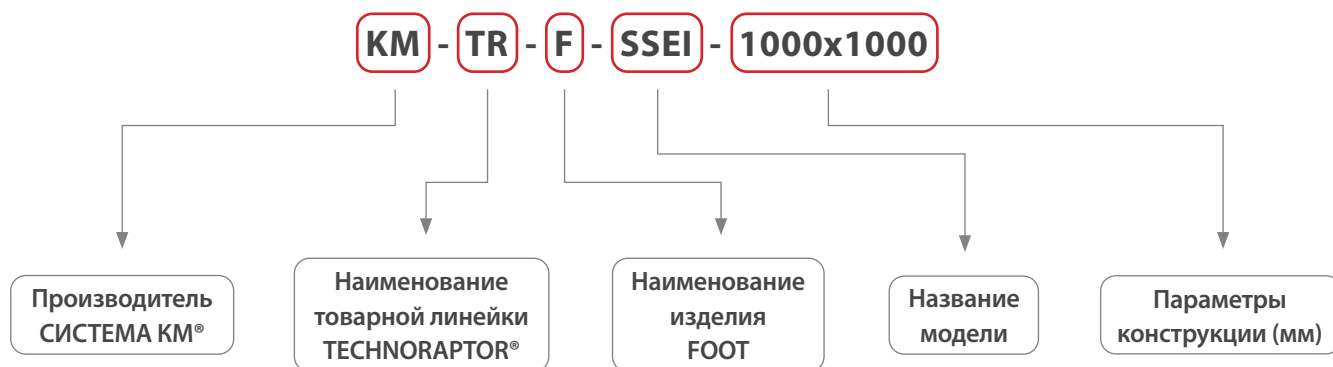 KM - TR - F - SSEI - 1000x1000
Производитель
СИСТЕМА КМ®
Наименование
товарной линейки
TECHNORAPTOR®
Наименование
изделия
FOOT
Название
модели
Параметры
конструкции (мм)